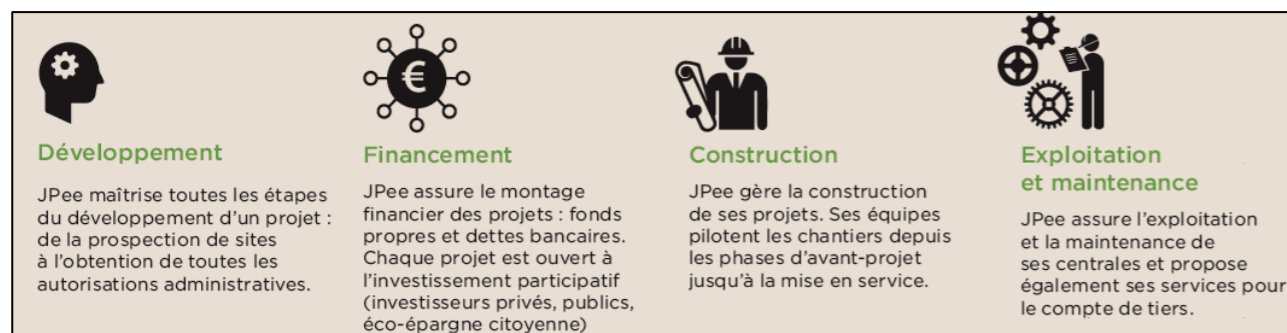 Développement
JPee maîtrise toutes les étapes
du développement d'un projet :
de la prospection de sites
à l'obtention de toutes les
autorisations administratives.
€
Financement
JPee assure le montage
financier des projets : fonds
propres et dettes bancaires.
Chaque projet est ouvert à
l'investissement participatif
(investisseurs privés, publics,
éco-épargne citoyenne)
Construction
JPee gère la construction
de ses projets. Ses équipes
pilotent les chantiers depuis
les phases d'avant-projet
jusqu'à la mise en service.
Exploitation
et maintenance
JPee assure l'exploitation
et la maintenance de
ses centrales et propose
également ses services pour
le compte de tiers.